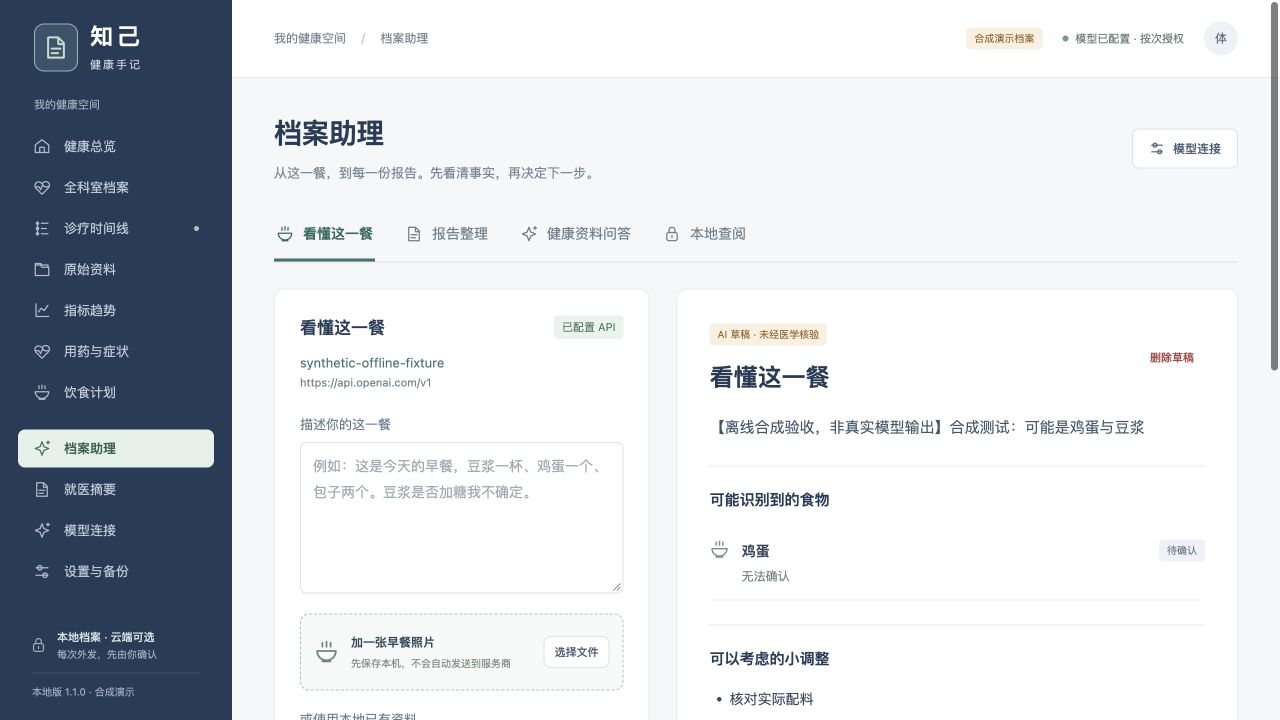 知己
健康手记
我的健康空间
健康总览
全科室档案
诊疗时间线
原始资料
指标趋势
用药与症状
饮食计划
档案助理
就医摘要
模型连接
设置与备份
本地档案 · 云端可选
每次外发，先由你确认
本地版 1.1.0 · 合成演示
我的健康空间 / 档案助理
合成演示档案
模型已配置 · 按次授权
体
档案助理
从这一餐，到每一份报告。先看清事实，再决定下一步。
模型连接
看懂这一餐
报告整理
健康资料问答
本地查阅
看懂这一餐
已配置 API
synthetic-offline-fixture
https://api.openai.com/v1
描述你的这一餐
例如：这是今天的早餐，豆浆一杯、鸡蛋一个、
包子两个。豆浆是否加糖我不确定。
加一张早餐照片
先保存本机，不会自动发送到服务商
选择文件
或使用本地已有资料
AI 草稿 · 未经医学核验
删除草稿
看懂这一餐
【离线合成验收，非真实模型输出】合成测试：可能是鸡蛋与豆浆
可能识别到的食物
鸡蛋
待确认
无法确认
可以考虑的小调整
• 核对实际配料